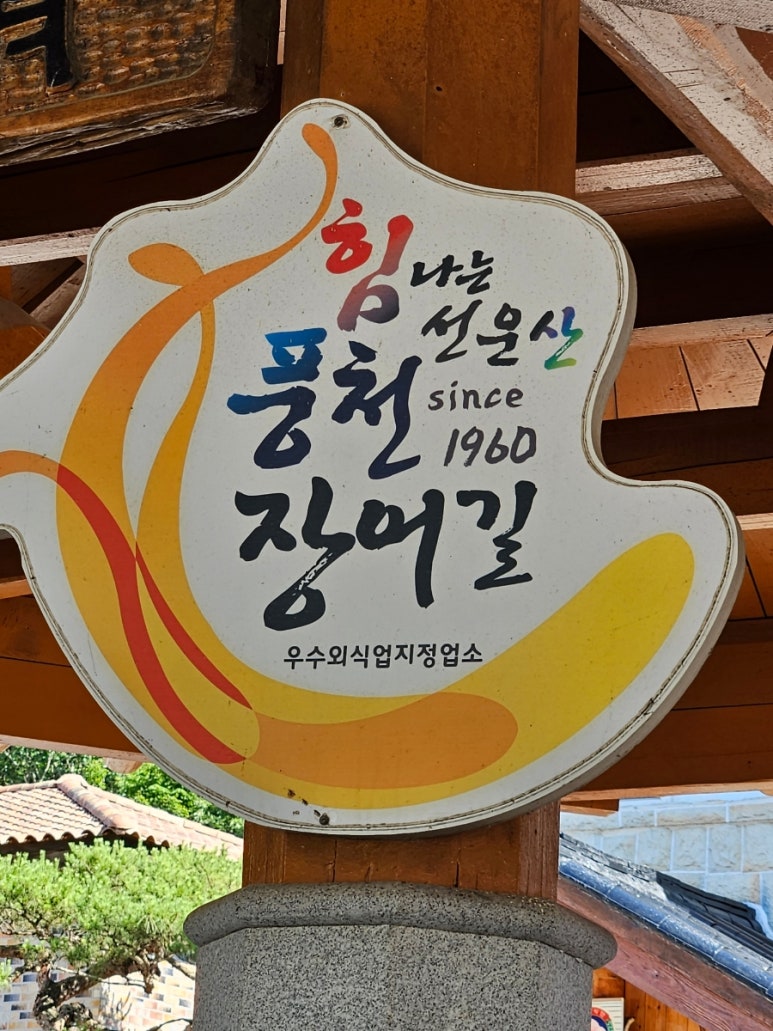 힘나는
선운산
풍천
since
1960
장어길
우수외식업지정업소